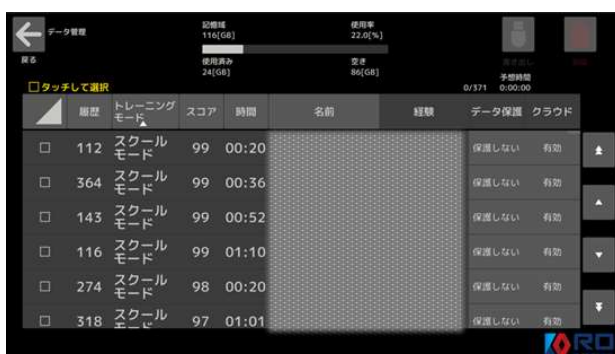 データ管理
記憶域
116[GB]
使用率
22.0[%]
戻る
使用済み
24[GB]
空き
86[GB]
予想時間
0/371 0:00:00
タッチして選択
履歴 トレーニング
モード スコア 時間 名前 経験 データ保護 クラウド
112 スクール
モード 99 00:20 保護しない 有効
364 スクール
モード 99 00:36 保護しない 有効
143 スクール
モード 99 00:52 保護しない 有効
116 スクール
モード 99 01:10 保護しない 有効
274 スクール
モード 98 00:20 保護しない 有効
318 スクール
モード 97 01:01 保護しない 有効